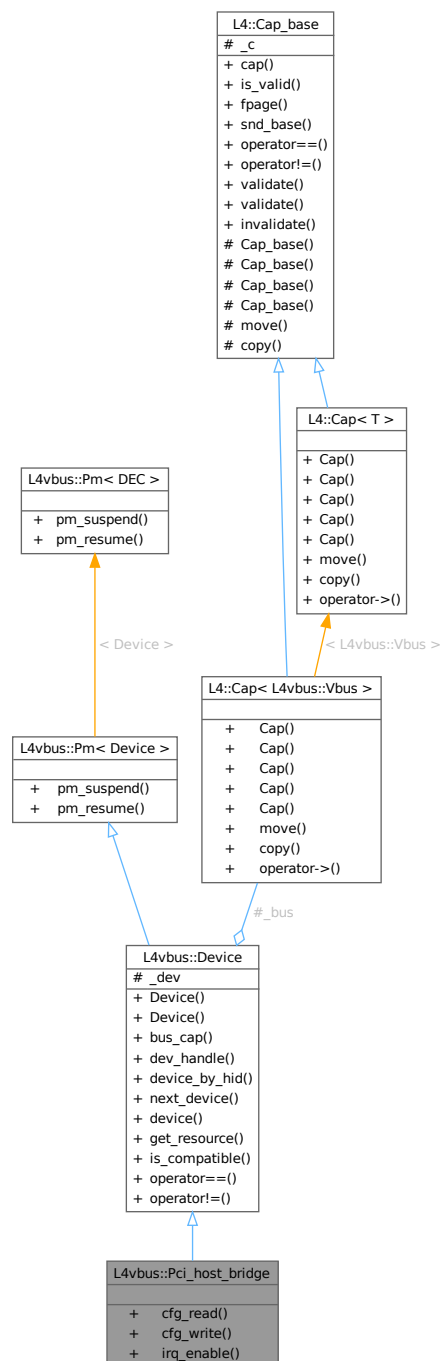 L4::Cap_base
# _c
+ cap()
+ is_valid()
+ fpage()
+ snd_base()
+ operator==()
+ operator!=()
+ validate()
+ validate()
+ invalidate()
# Cap_base()
# Cap_base()
# Cap_base()
# Cap_base()
# move()
# copy()
L4::Cap< T >
+ Cap()
+ Cap()
+ Cap()
+ Cap()
+ Cap()
+ move()
+ copy()
+ operator->()
L4vbus::Pm< DEC >
+ pm_suspend()
+ pm_resume()
< Device >
< L4vbus::Vbus >
L4::Cap< L4vbus::Vbus >
+ Cap()
+ Cap()
+ Cap()
+ Cap()
+ Cap()
+ move()
+ copy()
+ operator->()
L4vbus::Pm< Device >
+ pm_suspend()
+ pm_resume()
#_bus
L4vbus::Device
# _dev
+ Device()
+ Device()
+ bus_cap()
+ dev_handle()
+ device_by_hid()
+ next_device()
+ device()
+ get_resource()
+ is_compatible()
+ operator==()
+ operator!=()
L4vbus::Pci_host_bridge
+ cfg_read()
+ cfg_write()
+ irq_enable()